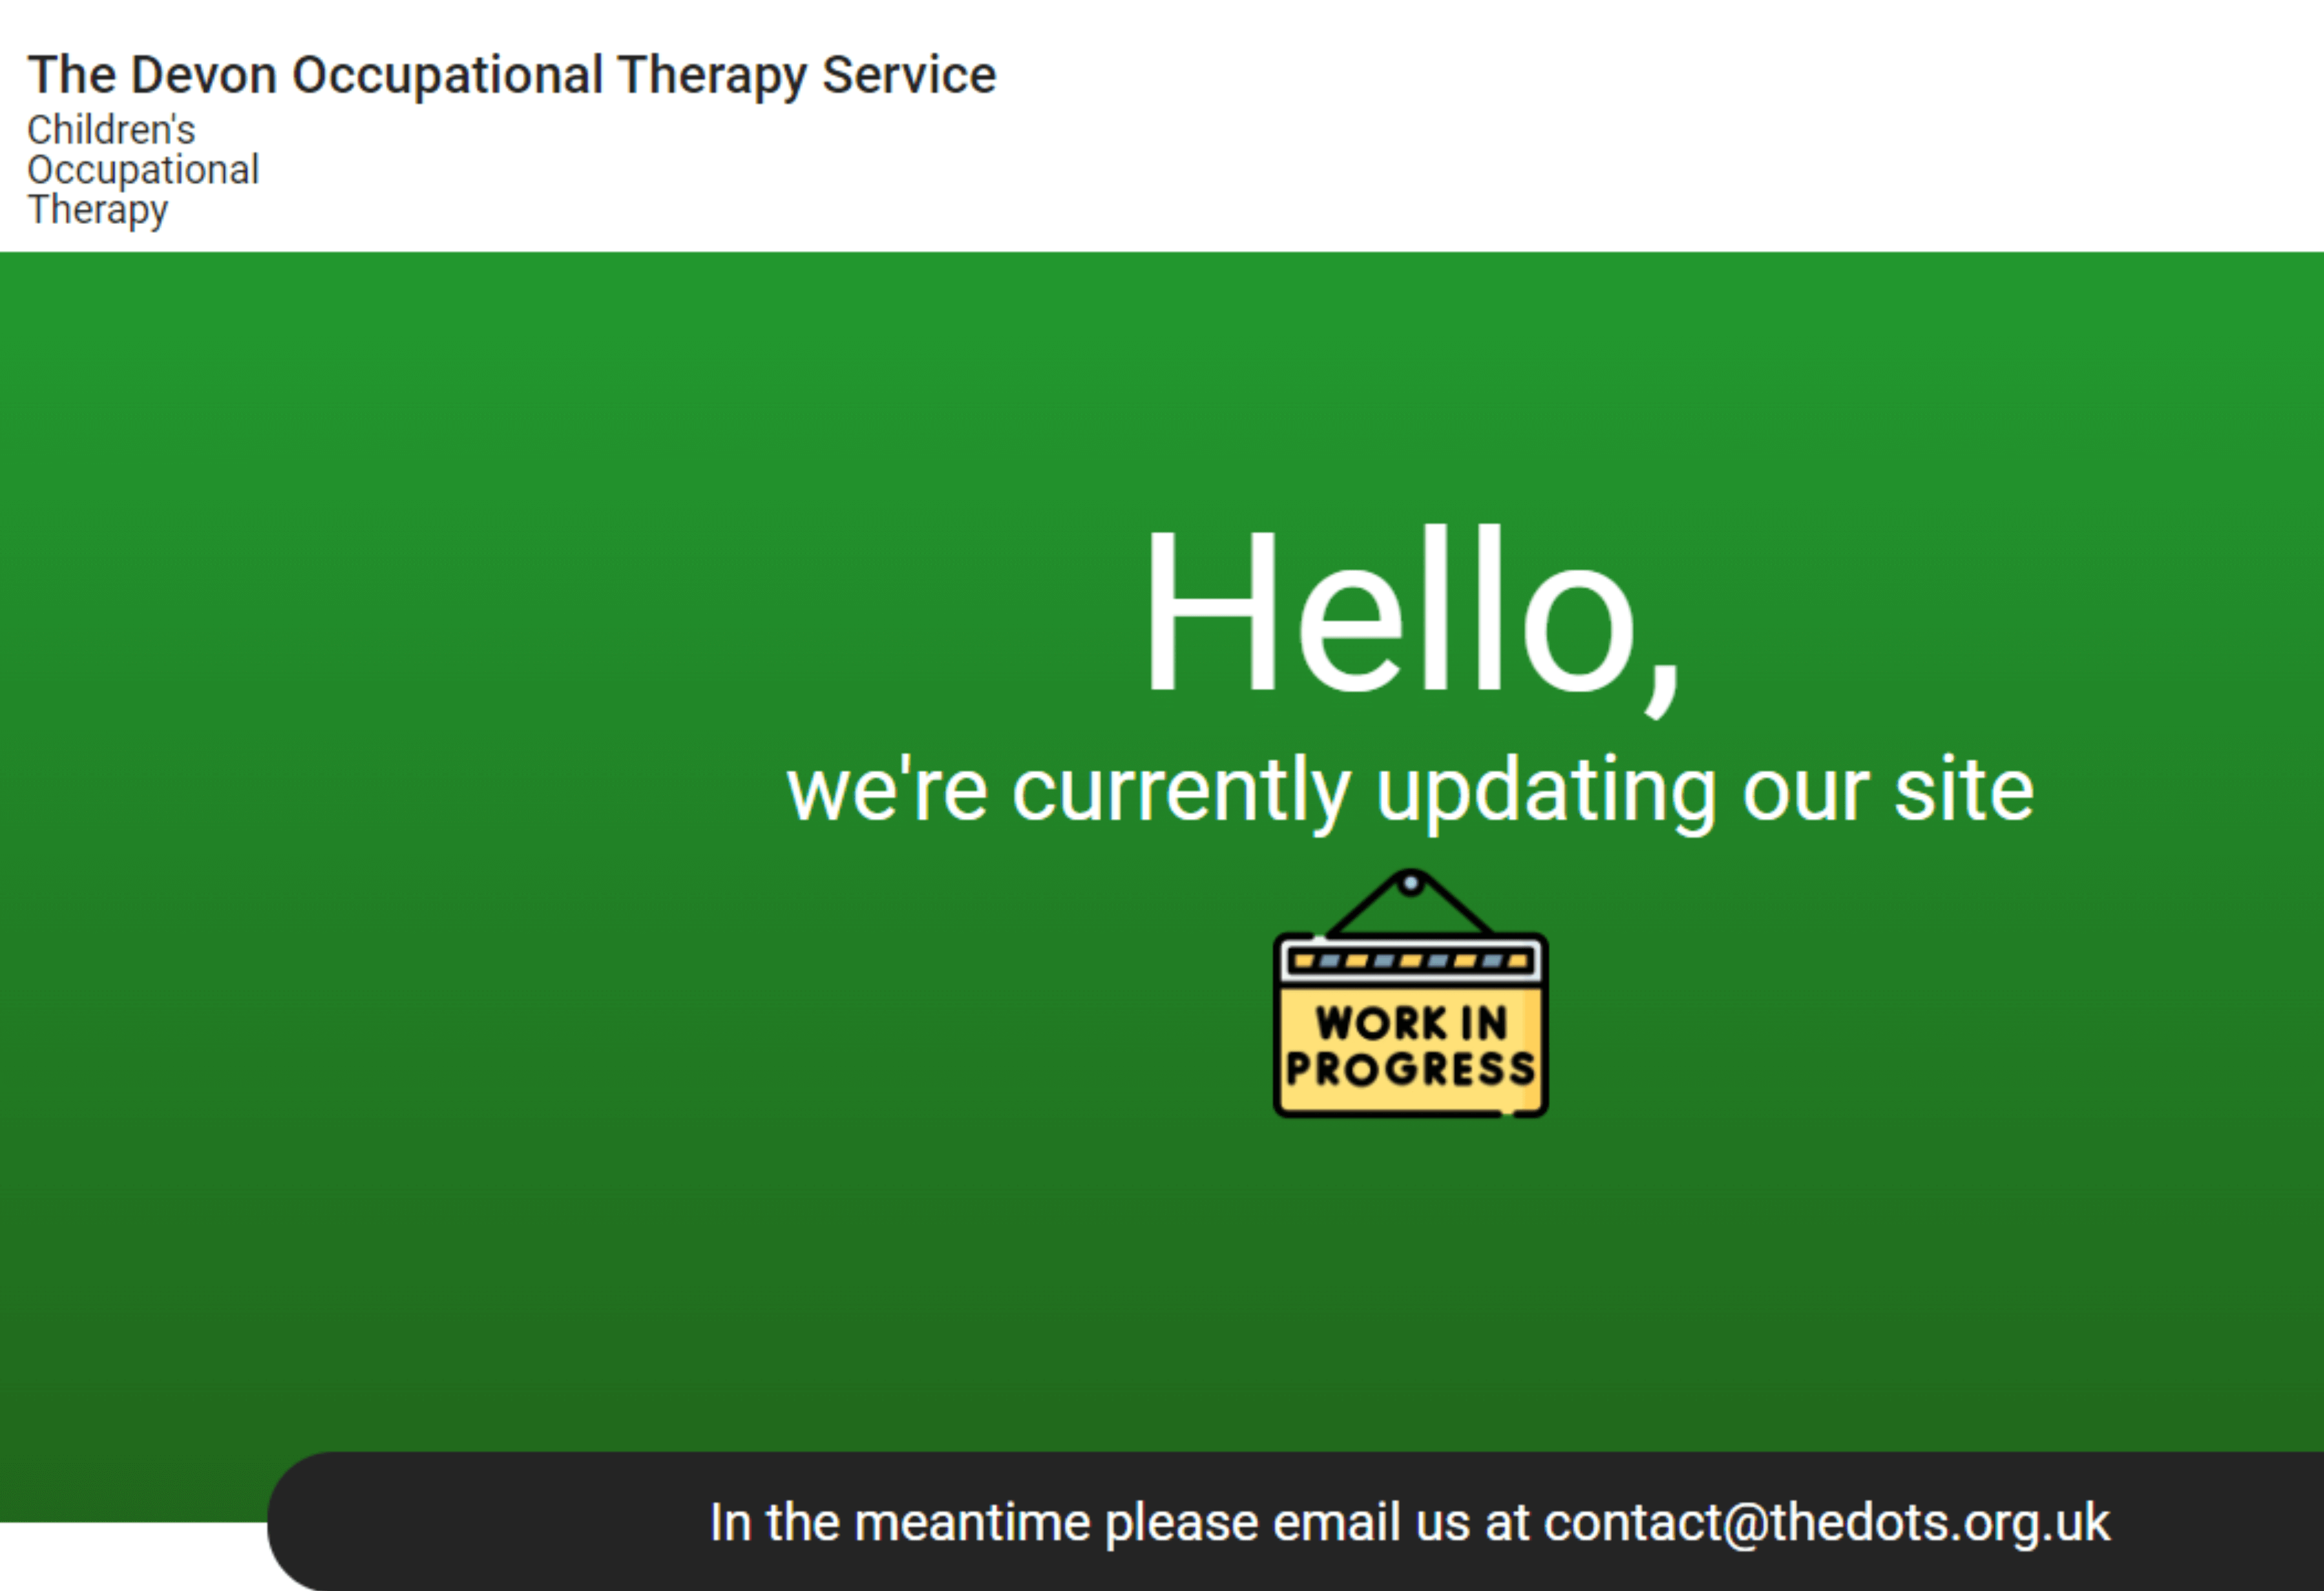 The Devon Occupational Therapy Service
Children's
Occupational
Therapy
Hello,
we're currently updating our site
WORK IN
PROGRESS
In the meantime please email us at contact@thedots.org.uk